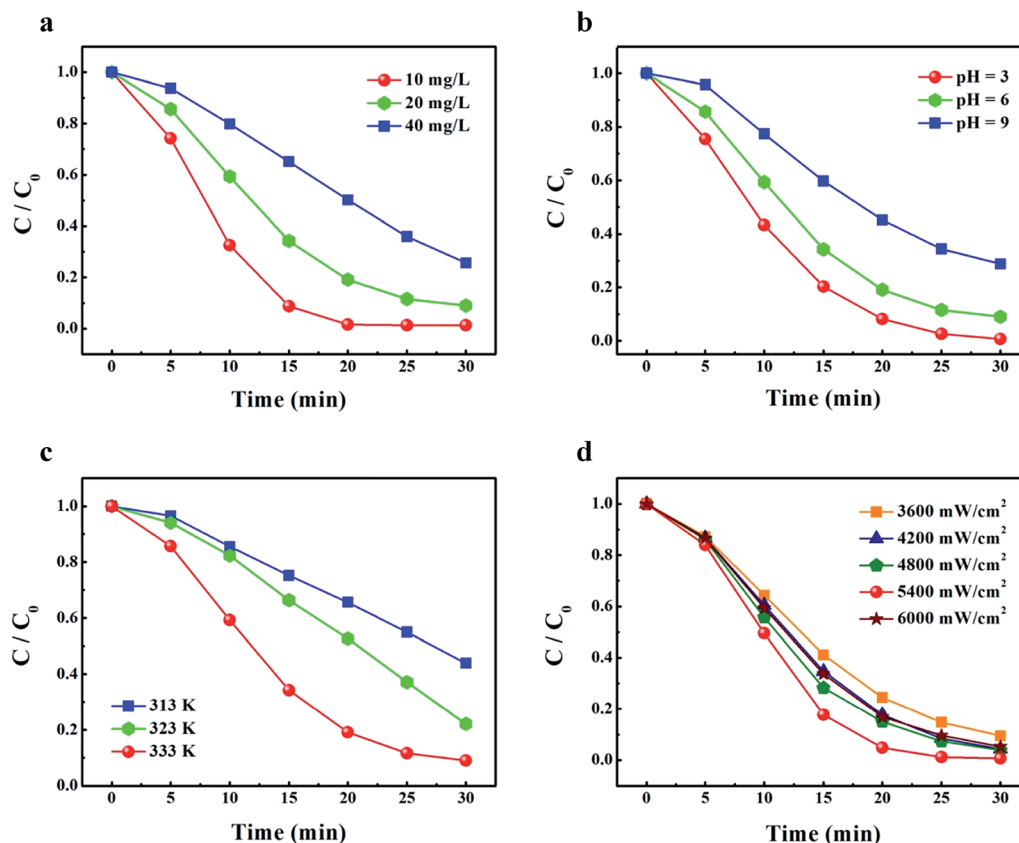 a
1.0
0.8
0.6
0.4
0.2
0.0
C / C₀
0 5 10 15 20 25 30
Time (min)
10 mg/L
20 mg/L
40 mg/L
b
1.0
0.8
0.6
0.4
0.2
0.0
C / C₀
0 5 10 15 20 25 30
Time (min)
pH = 3
pH = 6
pH = 9
c
1.0
0.8
0.6
0.4
0.2
0.0
C / C₀
0 5 10 15 20 25 30
Time (min)
313 K
323 K
333 K
d
1.0
0.8
0.6
0.4
0.2
0.0
C / C₀
0 5 10 15 20 25 30
Time (min)
3600 mW/cm²
4200 mW/cm²
4800 mW/cm²
5400 mW/cm²
6000 mW/cm²